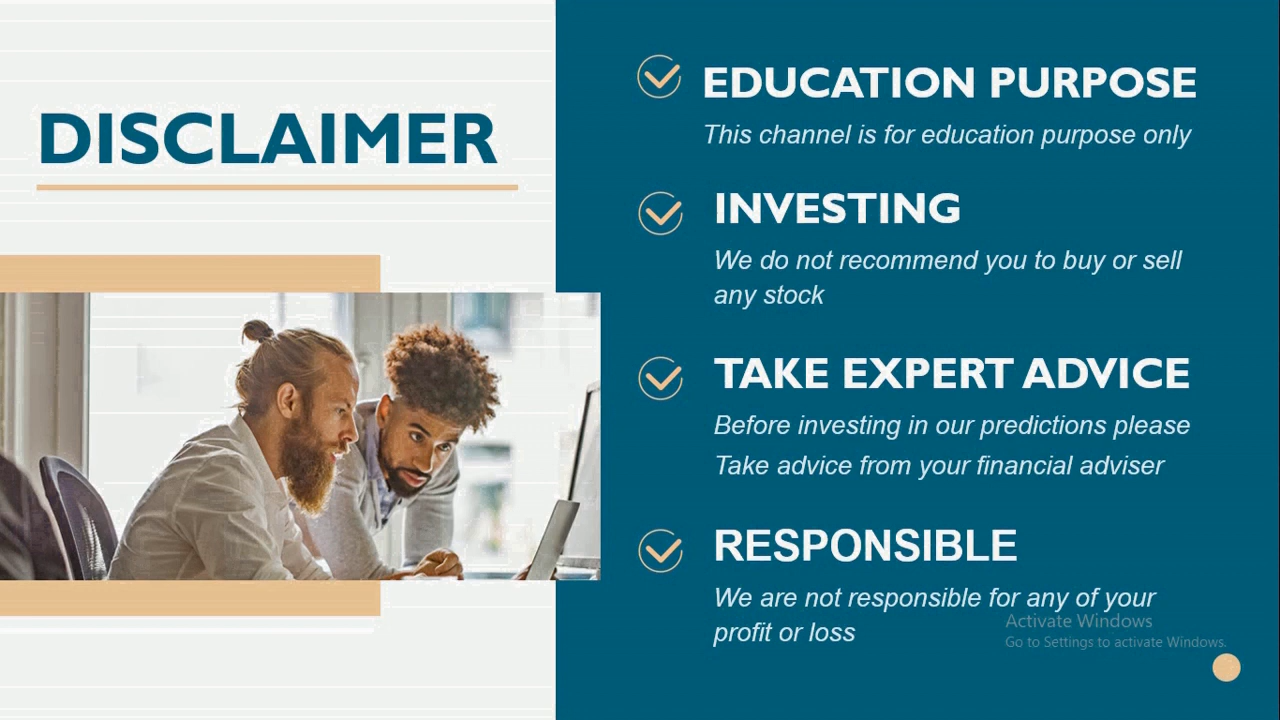 DISCLAIMER
EDUCATION PURPOSE
This channel is for education purpose only
INVESTING
We do not recommend you to buy or sell
any stock
TAKE EXPERT ADVICE
Before investing in our predictions please
Take advice from your financial adviser
RESPONSIBLE
We are not responsible for any of your
profit or loss
Activate Windows
Go to Settings to activate Windows.